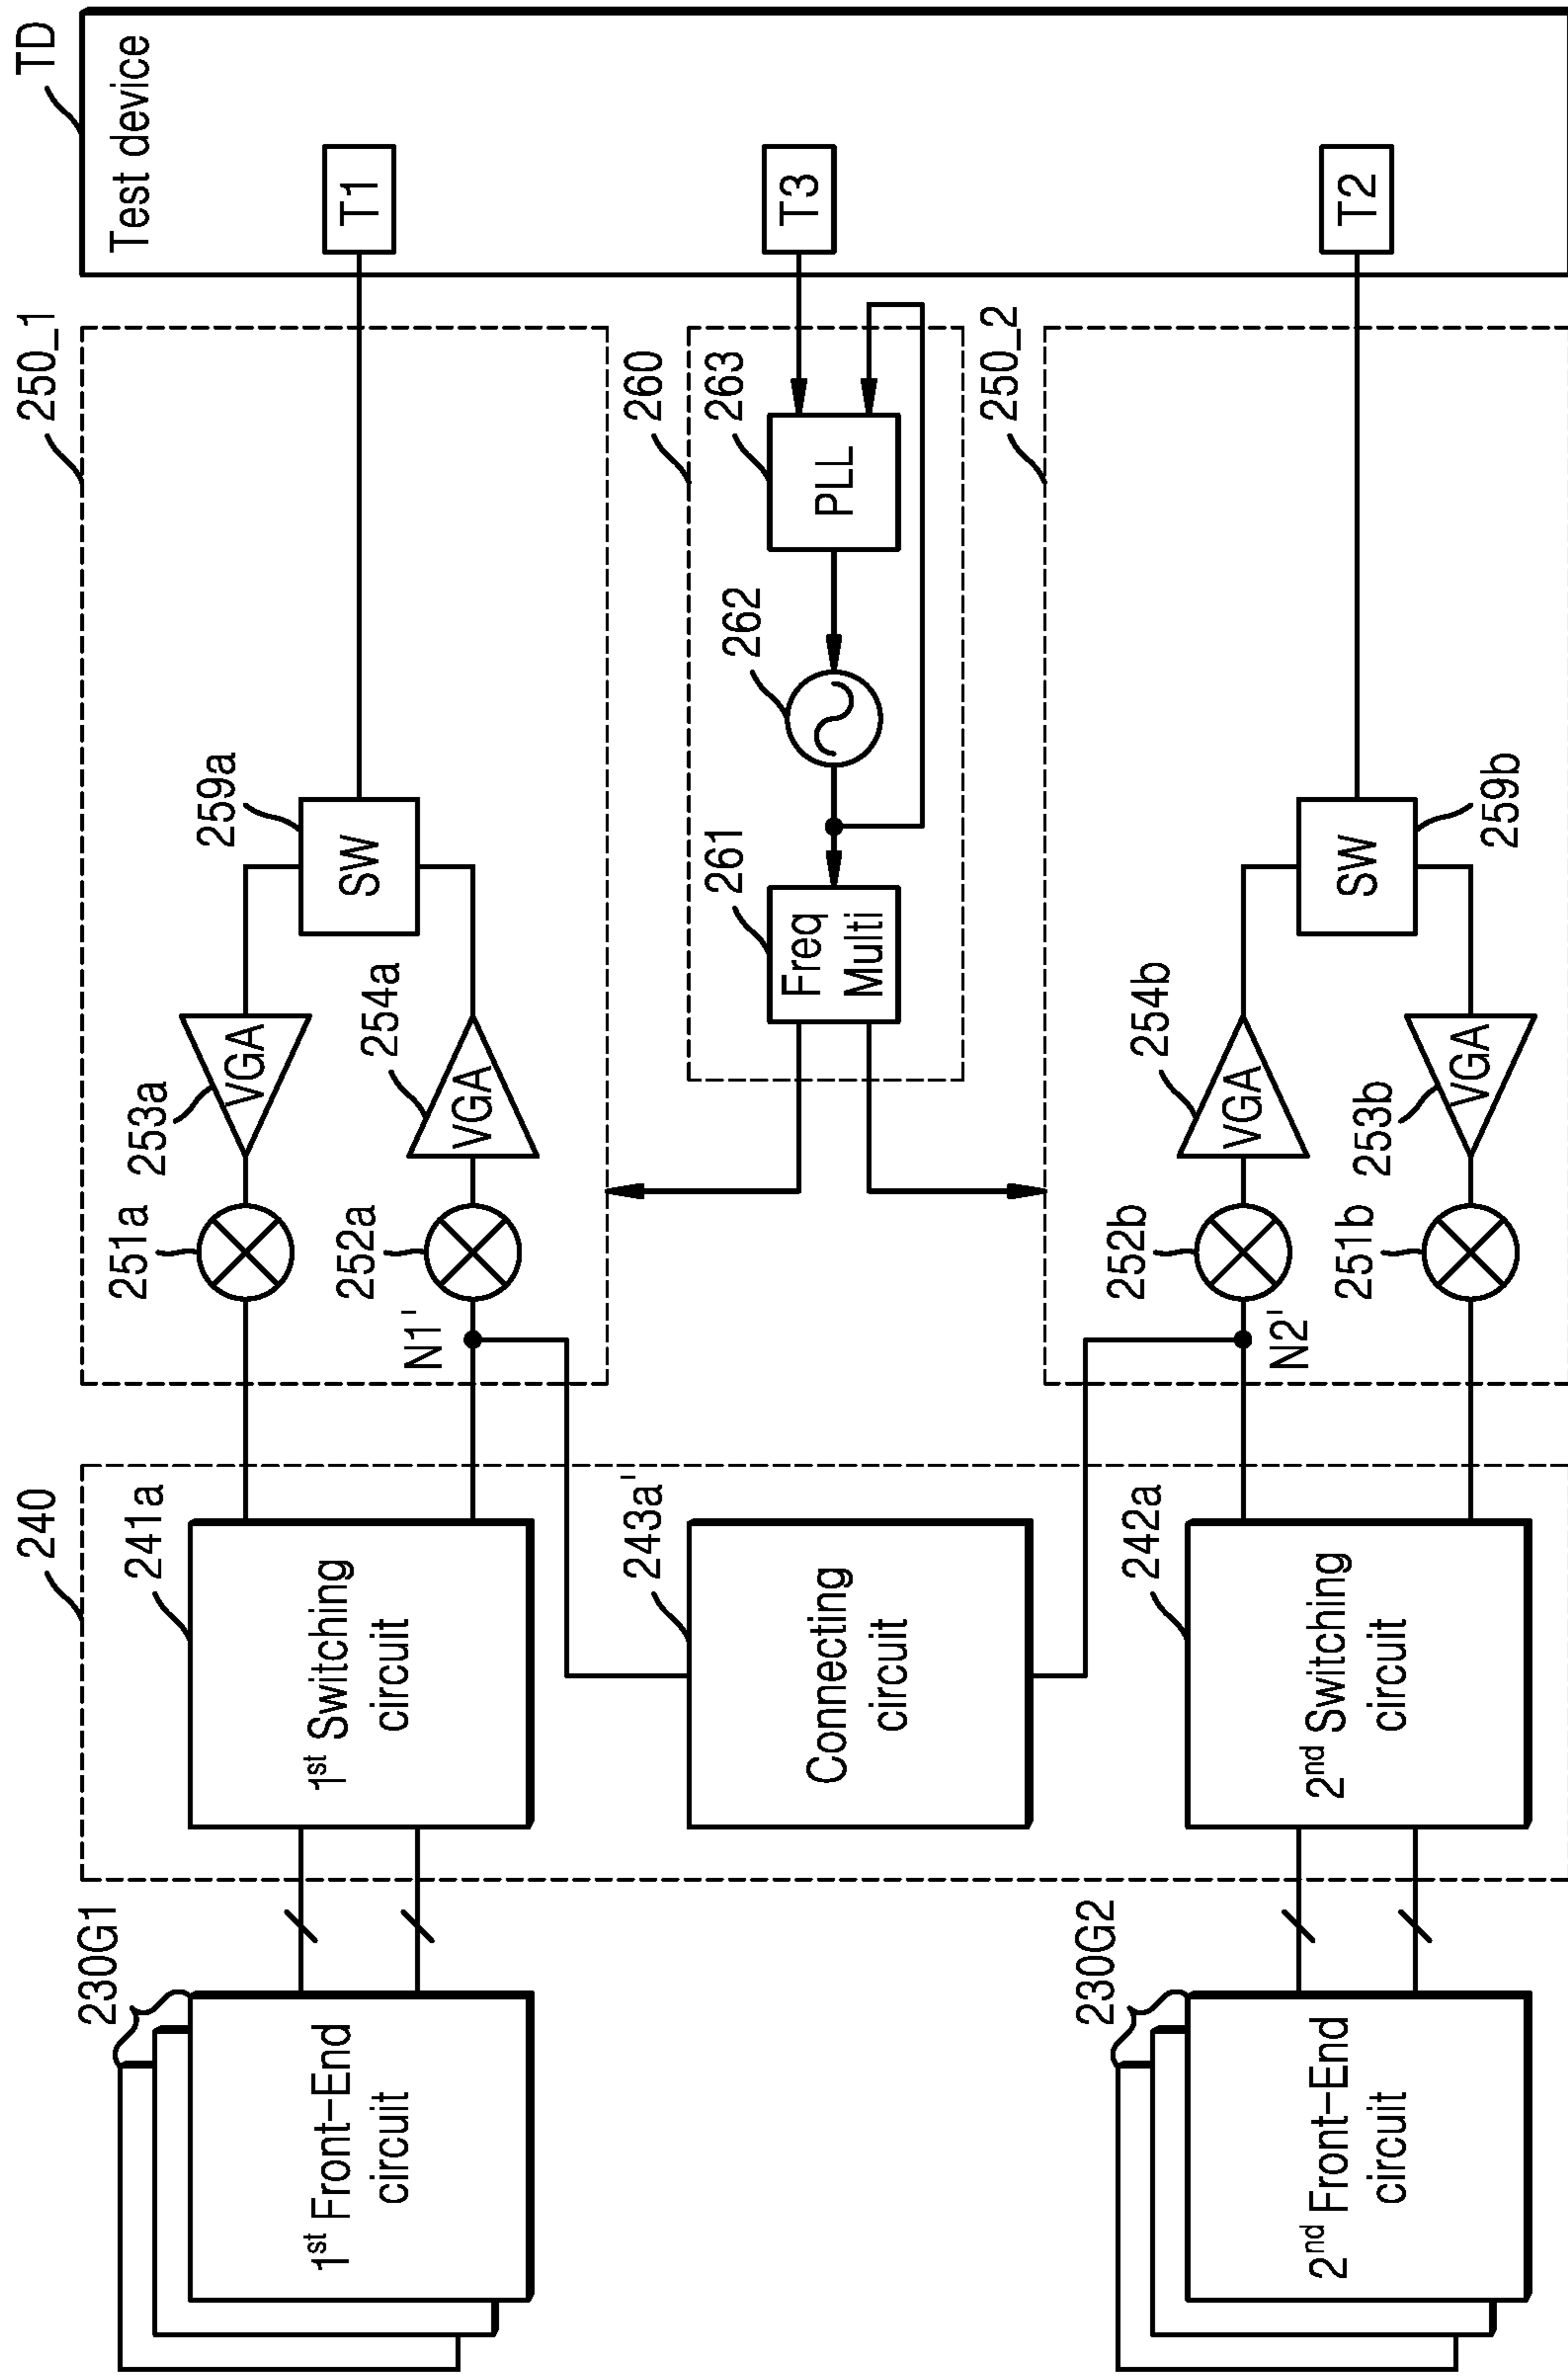 TD
Test device
T1
T3
T2
250_1
259a
SW
253a
VGA
254a
VGA
251a
252a
N1'
260
263
PLL
262
261
Freq
Multi
250_2
259b
SW
254b
VGA
253b
VGA
252b
251b
N2'
240
241a
1st Switching
circuit
243a'
Connecting
circuit
242a
2nd Switching
circuit
230G1
1st Front-End
circuit
230G2
2nd Front-End
circuit